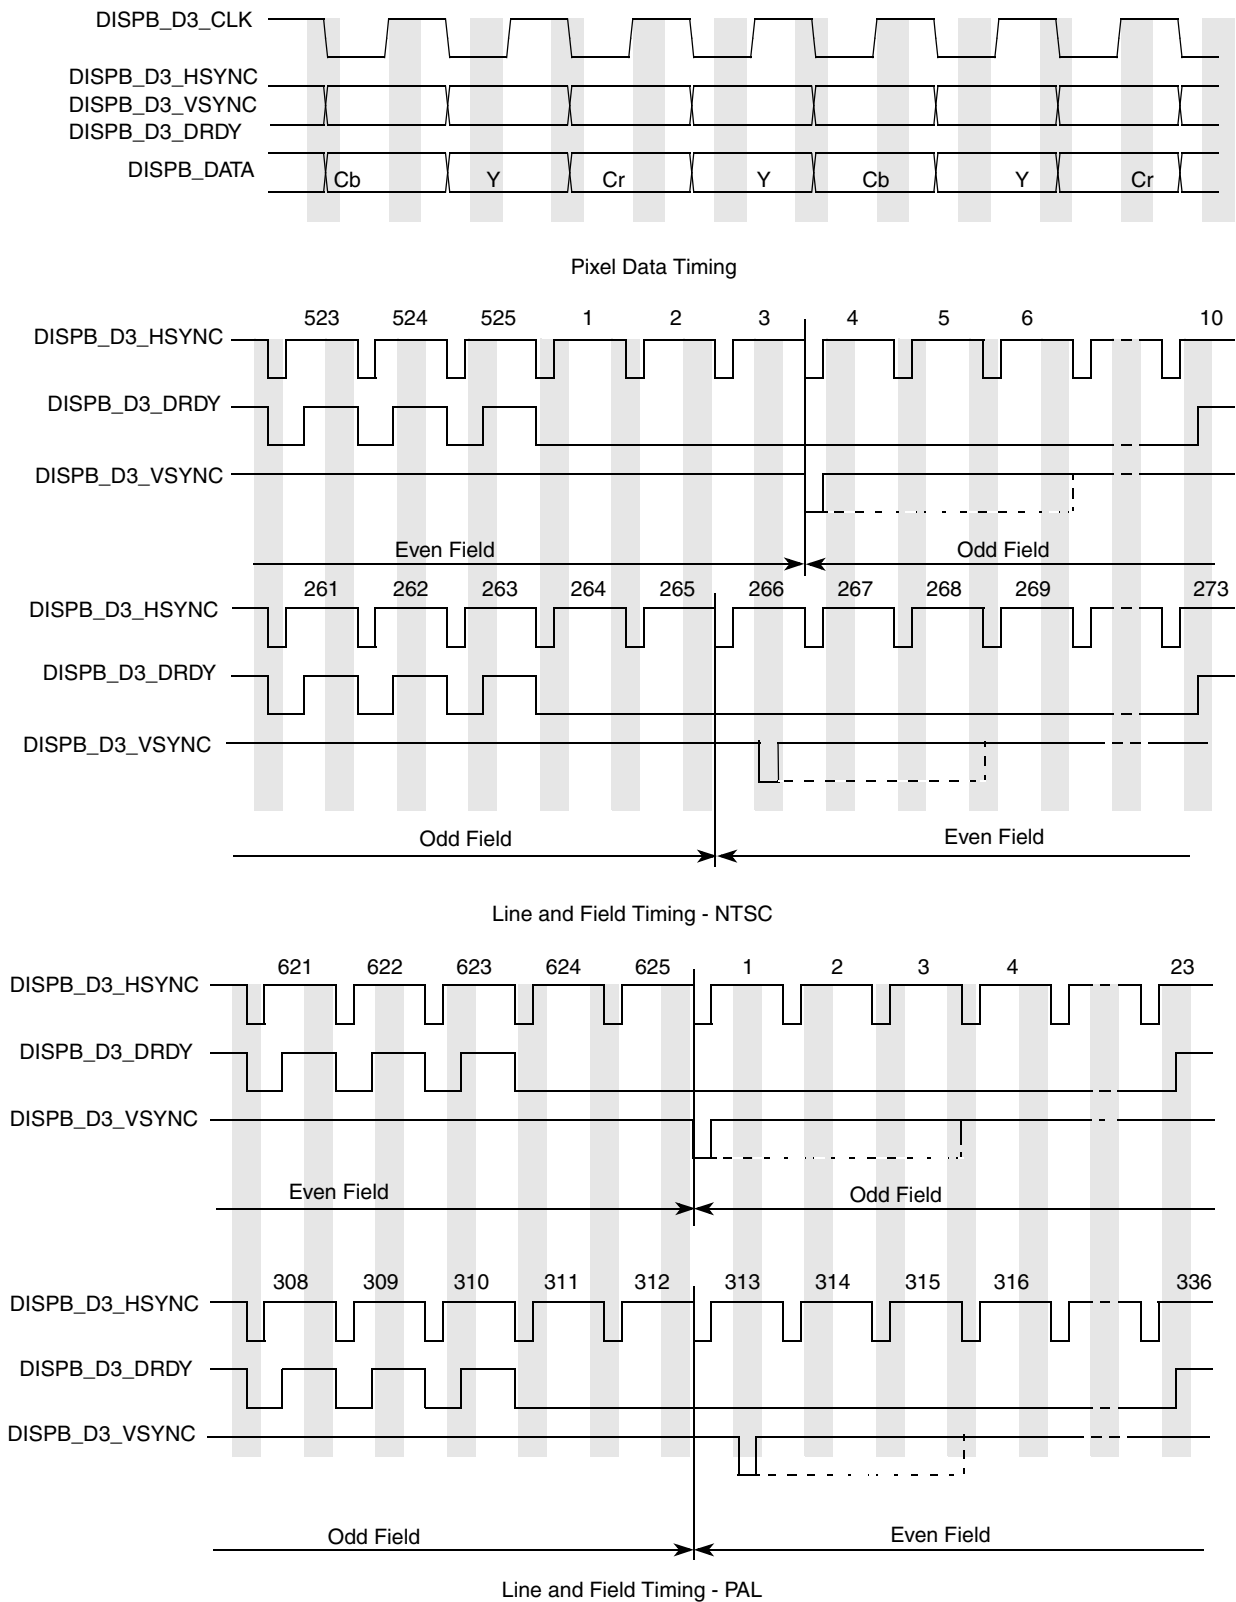 DISPB_D3_CLK
DISPB_D3_HSYNC
DISPB_D3_VSYNC
DISPB_D3_DRDY
DISPB_DATA
Cb Y Cr Y Cb Y Cr
Pixel Data Timing
523 524 525 1 2 3 4 5 6 10
DISPB_D3_HSYNC
DISPB_D3_DRDY
DISPB_D3_VSYNC
Even Field Odd Field
261 262 263 264 265 266 267 268 269 273
DISPB_D3_HSYNC
DISPB_D3_DRDY
DISPB_D3_VSYNC
Odd Field Even Field
Line and Field Timing - NTSC
621 622 623 624 625 1 2 3 4 23
DISPB_D3_HSYNC
DISPB_D3_DRDY
DISPB_D3_VSYNC
Even Field Odd Field
308 309 310 311 312 313 314 315 316 336
DISPB_D3_HSYNC
DISPB_D3_DRDY
DISPB_D3_VSYNC
Odd Field Even Field
Line and Field Timing - PAL